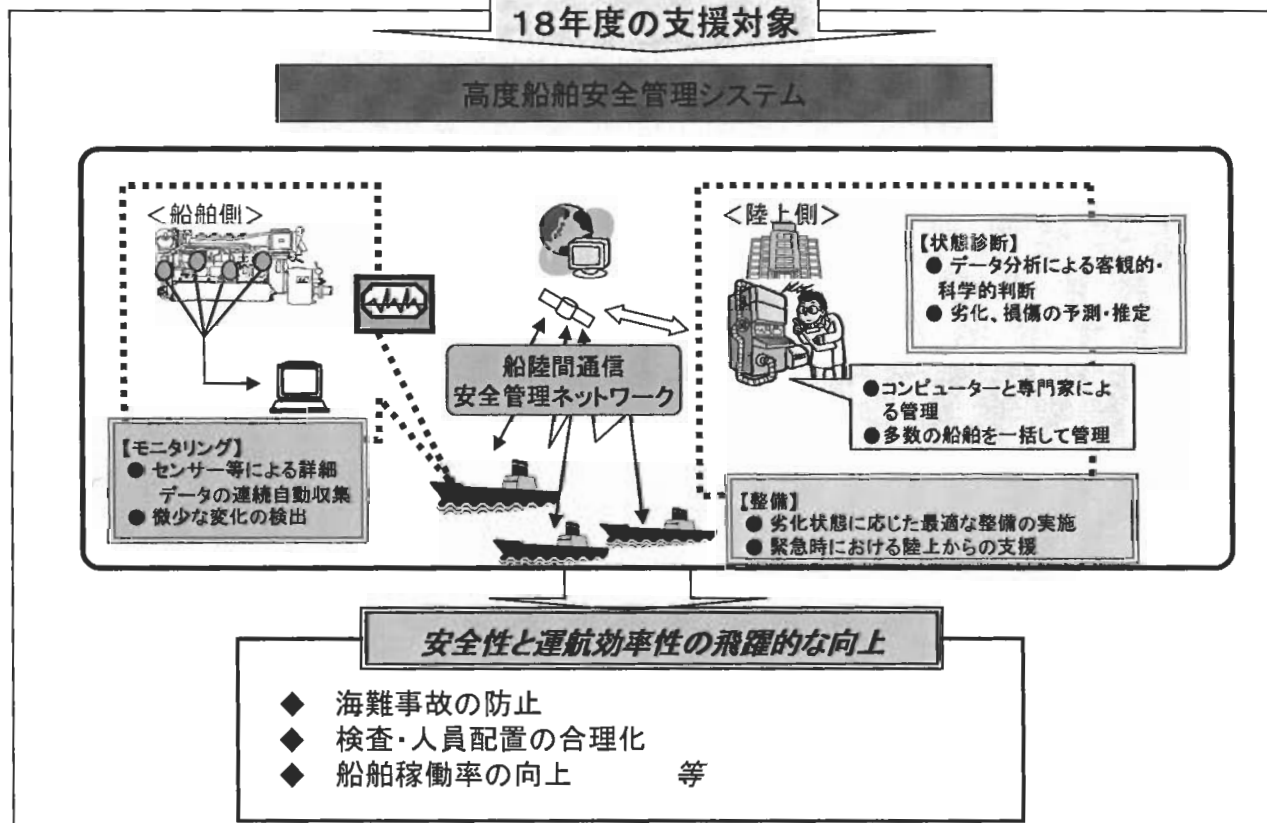 18年度の支援対象
高度船舶安全管理システム
＜船舶側＞
【モニタリング】
● センサー等による詳細
データの連続自動収集
● 微少な変化の検出
船陸間通信
安全管理ネットワーク
＜陸上側＞
【状態診断】
● データ分析による客観的・
科学的判断
● 劣化、損傷の予測・推定
●コンピューターと専門家によ
る管理
●多数の船舶を一括して管理
【整備】
● 劣化状態に応じた最適な整備の実施
● 緊急時における陸上からの支援
安全性と運航効率性の飛躍的な向上
◆ 海難事故の防止
◆ 検査・人員配置の合理化
◆ 船舶稼働率の向上 等